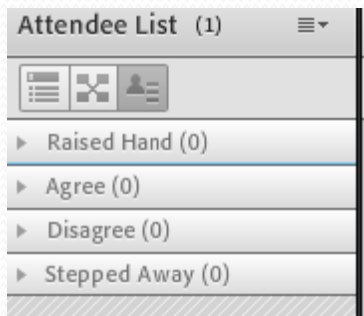 Attendee List (1)
Raised Hand (0)
Agree (0)
Disagree (0)
Stepped Away (0)